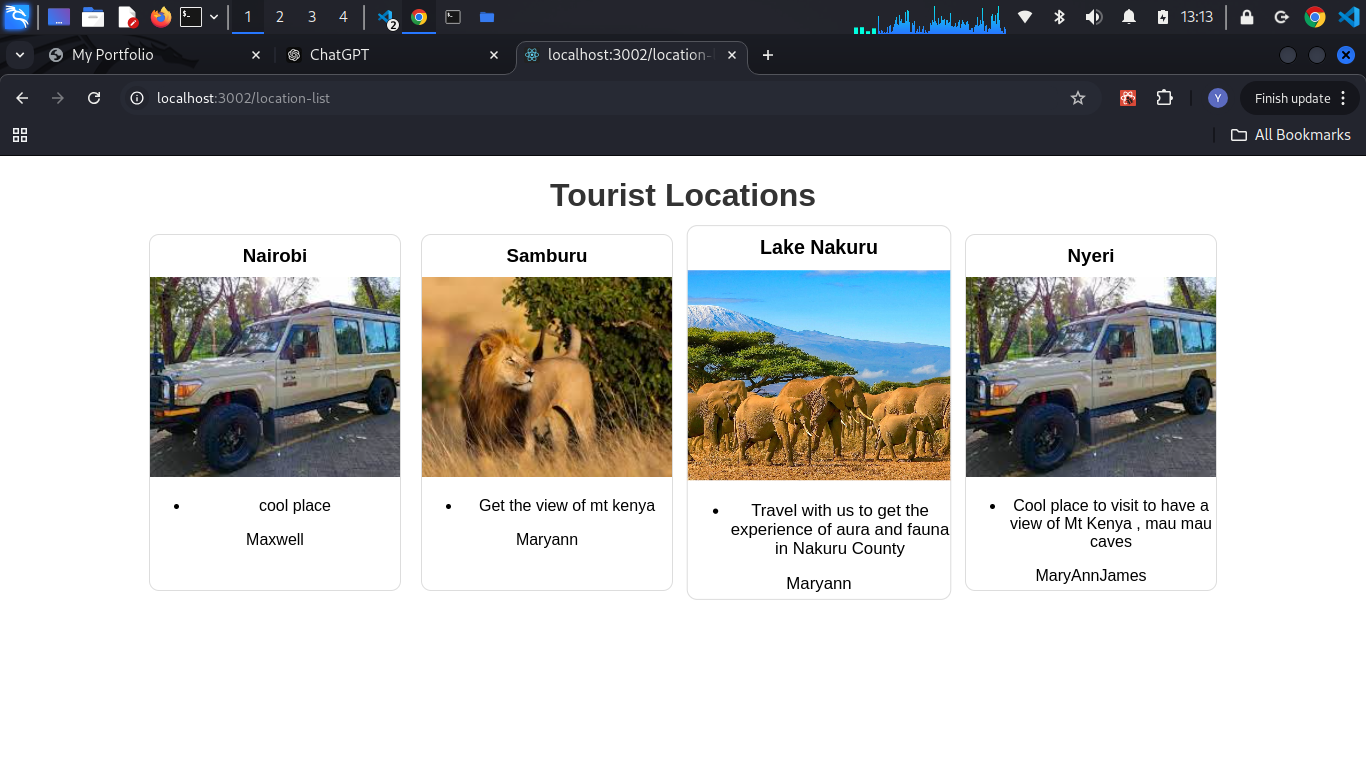 1 2 3 4 2 13:13
My Portfolio ChatGPT localhost:3002/location-l
localhost:3002/location-list Y Finish update
All Bookmarks
Tourist Locations
Nairobi
• cool place
Maxwell
Samburu
• Get the view of mt kenya
Maryann
Lake Nakuru
• Travel with us to get the
experience of aura and fauna
in Nakuru County
Maryann
Nyeri
• Cool place to visit to have a
view of Mt Kenya , mau mau
caves
MaryAnnJames